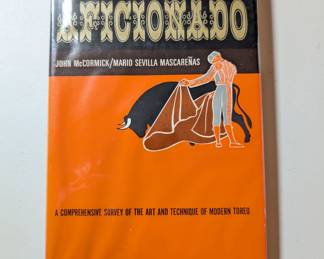 AFICIONADO
JOHN McCORMICK/MARIO SEVILLA MASCAREÑAS
A COMPREHENSIVE SURVEY OF THE ART AND TECHNIQUE OF MODERN TOREO